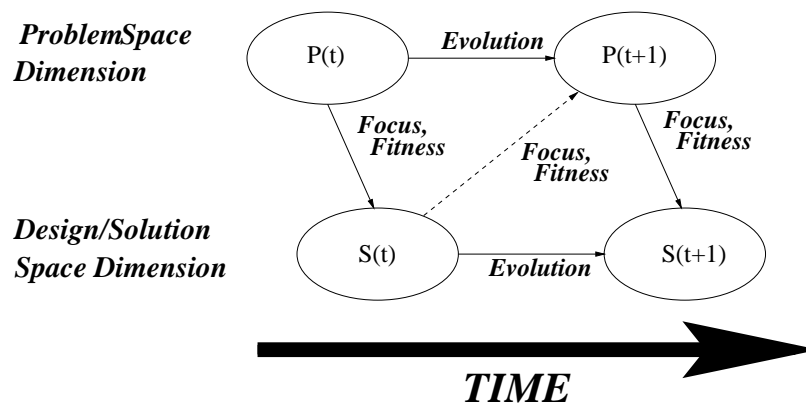 ProblemSpace
Dimension
P(t)
Evolution
P(t+1)
Focus,
Fitness
Focus,
Fitness
Focus,
Fitness
Design/Solution
Space Dimension
S(t)
Evolution
S(t+1)
TIME